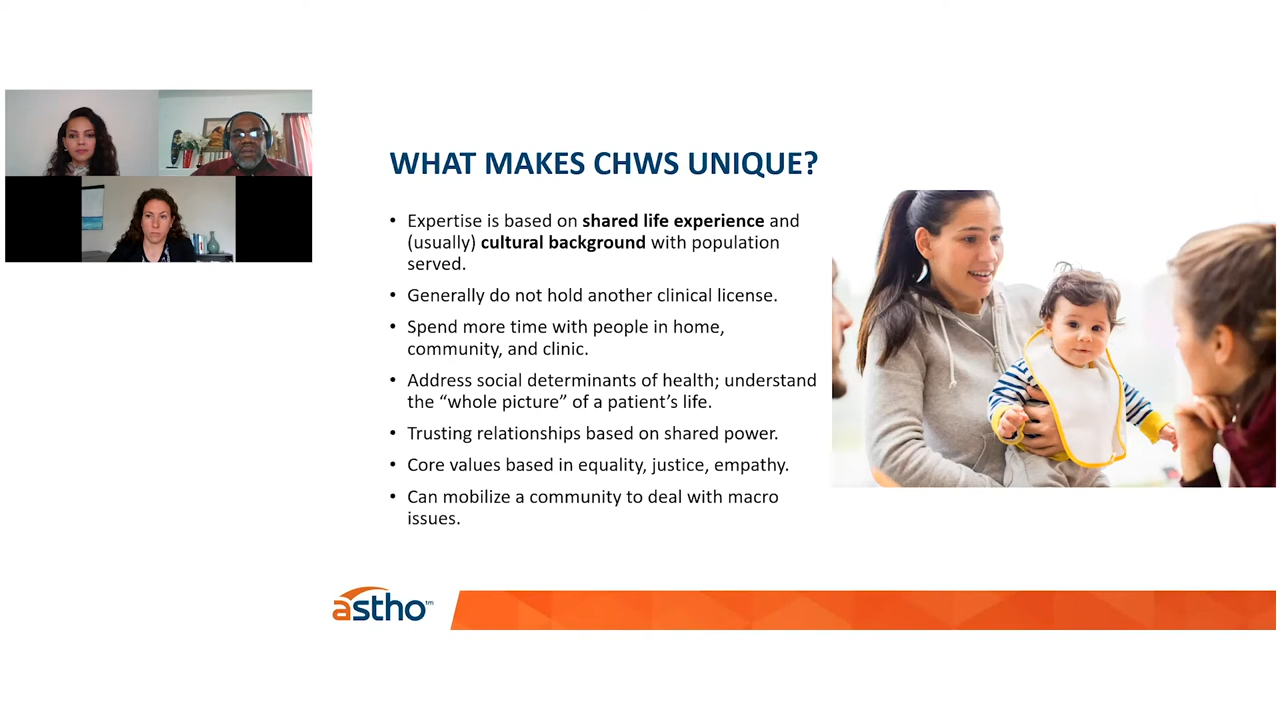 WHAT MAKES CHWS UNIQUE?
• Expertise is based on shared life experience and
(usually) cultural background with population
served.
• Generally do not hold another clinical license.
• Spend more time with people in home,
community, and clinic.
• Address social determinants of health; understand
the “whole picture” of a patient’s life.
• Trusting relationships based on shared power.
• Core values based in equality, justice, empathy.
• Can mobilize a community to deal with macro
issues.
astho™